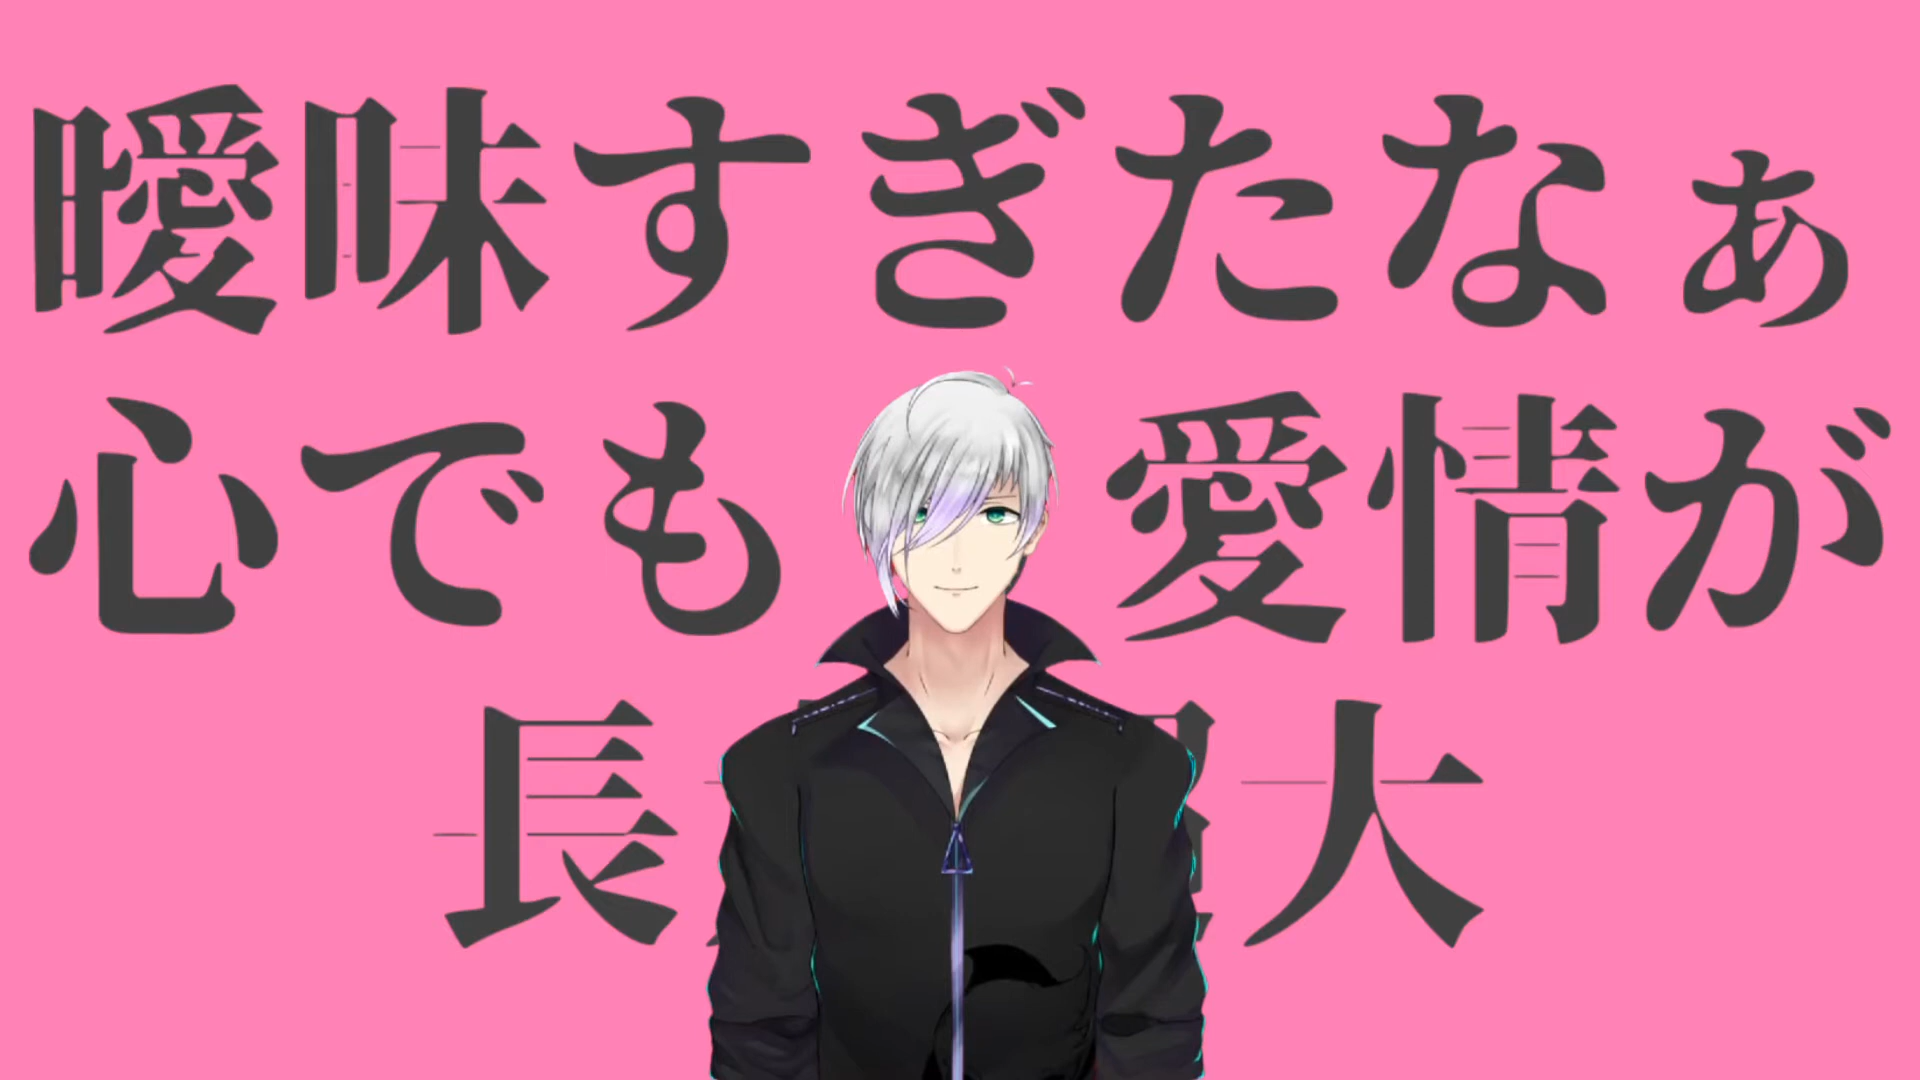 曖昧すぎたなぁ
心でも 愛情が
長 大